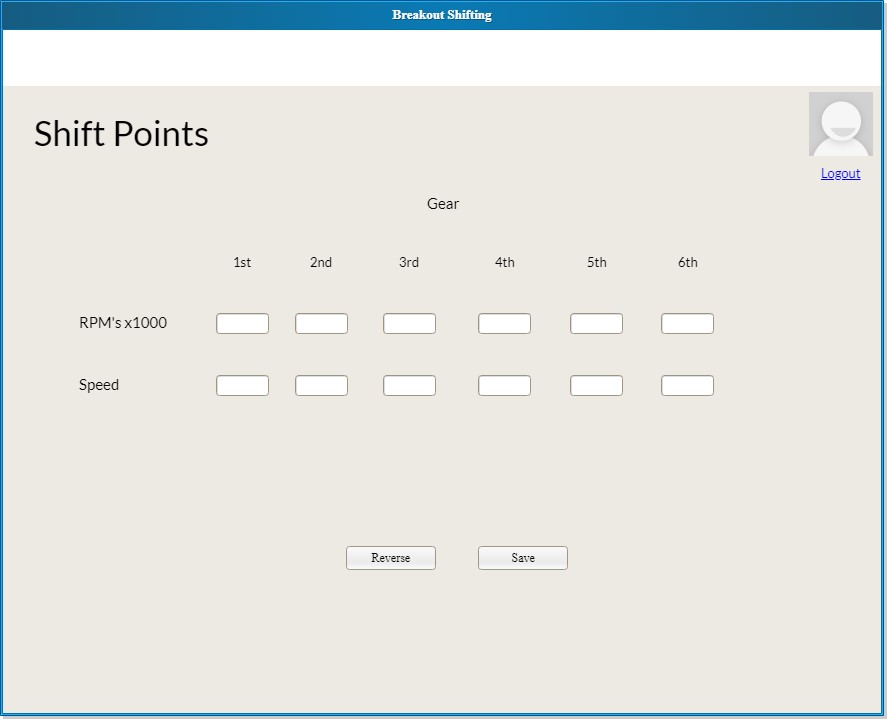 Breakout Shifting
Shift Points
Logout
Gear
1st 2nd 3rd 4th 5th 6th
RPM's x1000
Speed
Reverse Save